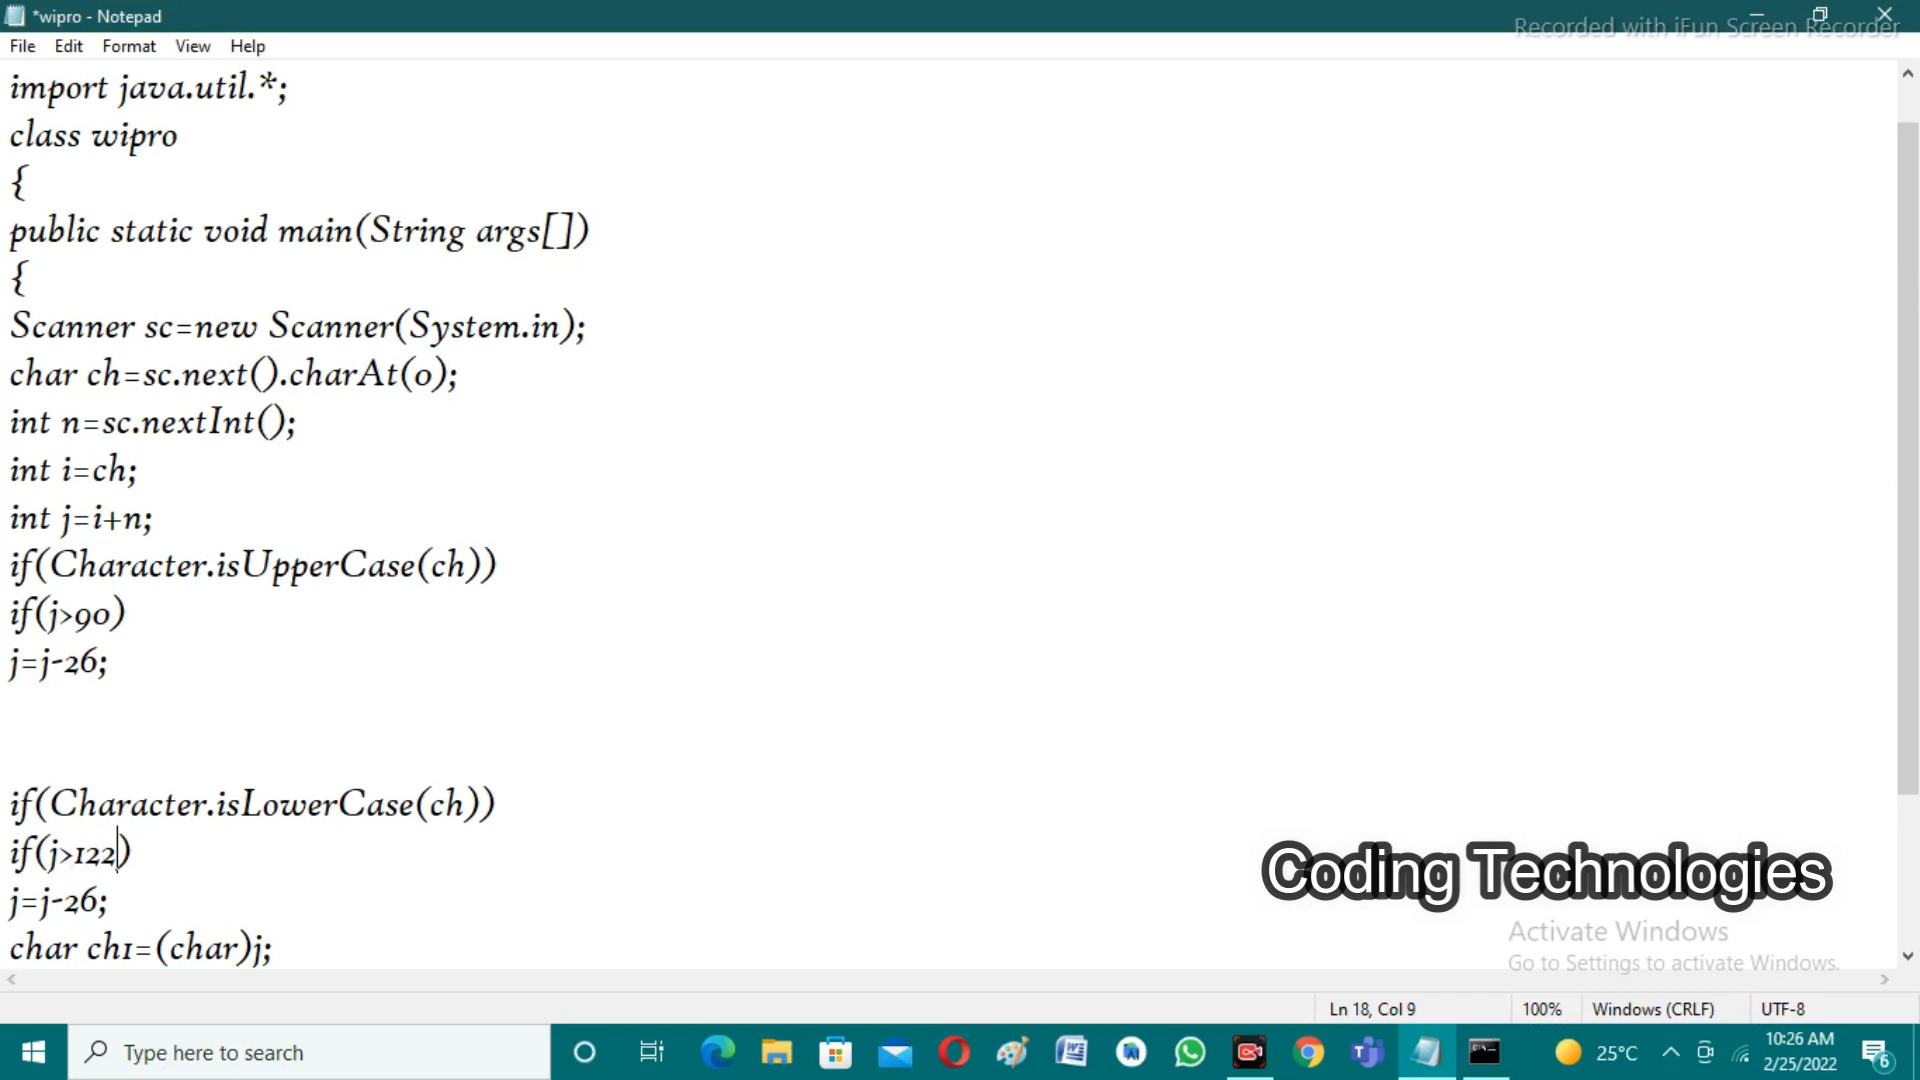 *wipro - Notepad
Recorded with iFun Screen Recorder
File Edit Format View Help
import java.util.*;
class wipro
{
public static void main(String args[])
{
Scanner sc=new Scanner(System.in);
char ch=sc.next().charAt(0);
int n=sc.nextInt();
int i=ch;
int j=i+n;
if(Character.isUpperCase(ch))
if(j>90)
j=j-26;
if(Character.isLowerCase(ch))
if(j>122)
j=j-26;
char ch1=(char)j;
Coding Technologies
Activate Windows
Go to Settings to activate Windows.
Ln 18, Col 9 100% Windows (CRLF) UTF-8
Type here to search
25°C
10:26 AM
2/25/2022
6